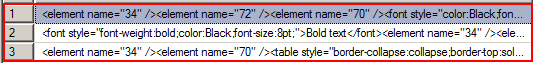 1 <element name="34" /><element name="72" /><element name="70" /><font style="color:Black;fon...
2 <font style="font-weight:bold;color:Black;font-size:8pt;">Bold text</font><element name="34" /><ele...
3 <element name="34" /><element name="70" /><table style="border-collapse:collapse;border-top:sol...